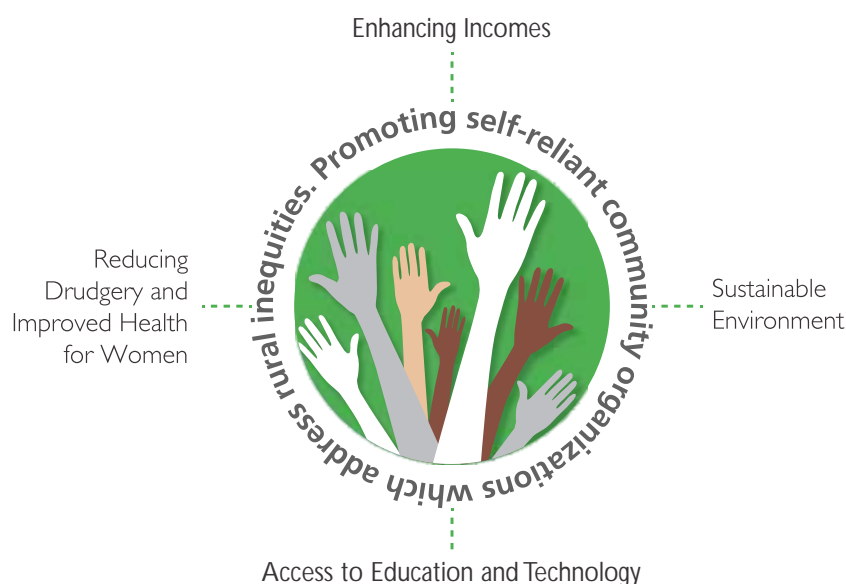 Enhancing Incomes
Promoting self-reliant community organizations which address rural inequities.
Reducing
Drudgery and
Improved Health
for Women
Sustainable
Environment
Access to Education and Technology